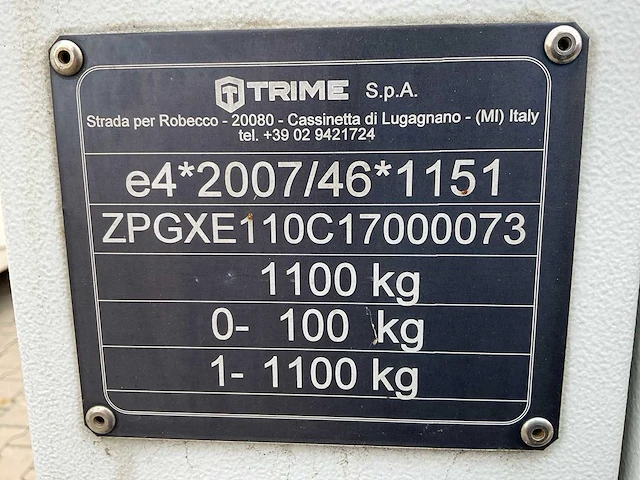 TRIME S.p.A.
Strada per Robecco - 20080 - Cassinetta di Lugagnano - (MI) Italy
tel. +39 02 9421724
e4*2007/46*1151
ZPGXE110C17000073
1100 kg
0- 100 kg
1- 1100 kg